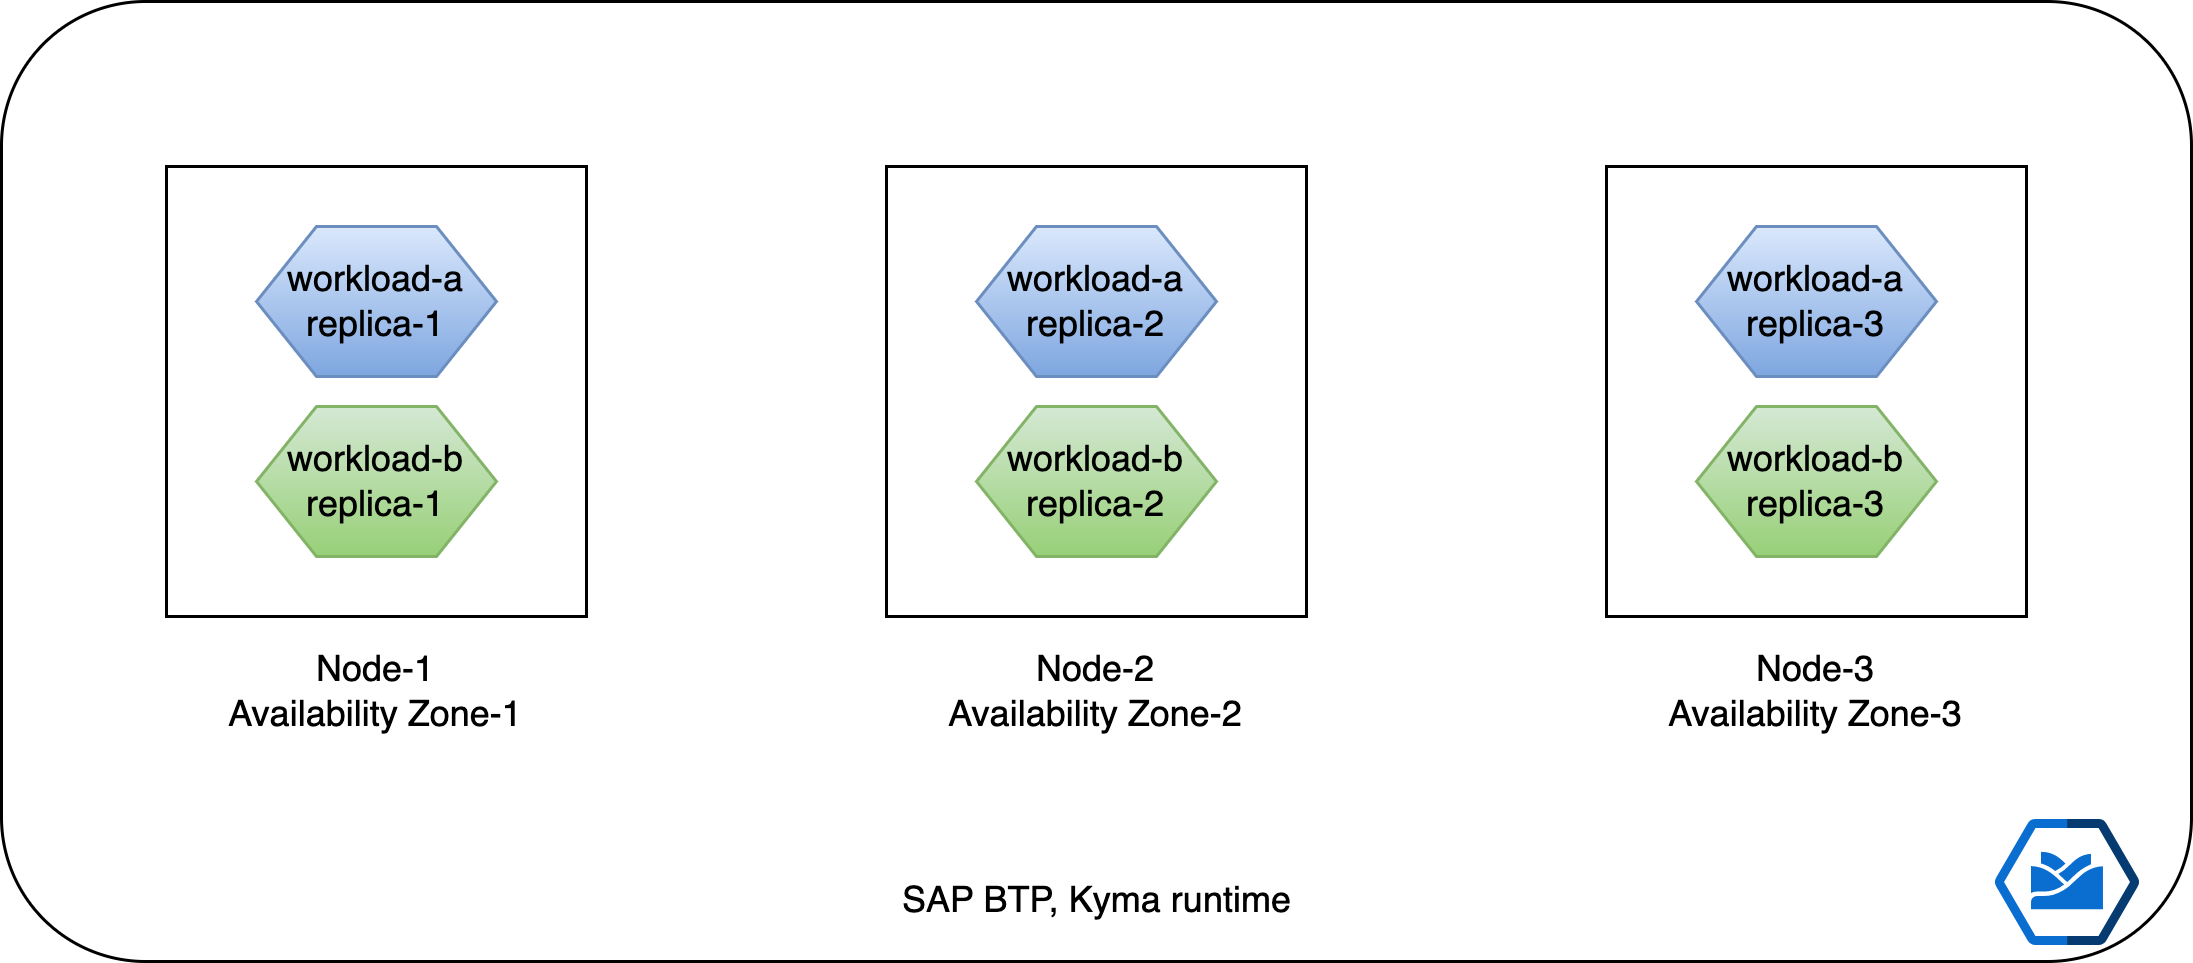 workload-a
replica-1
workload-b
replica-1
Node-1
Availability Zone-1
workload-a
replica-2
workload-b
replica-2
Node-2
Availability Zone-2
workload-a
replica-3
workload-b
replica-3
Node-3
Availability Zone-3
SAP BTP, Kyma runtime